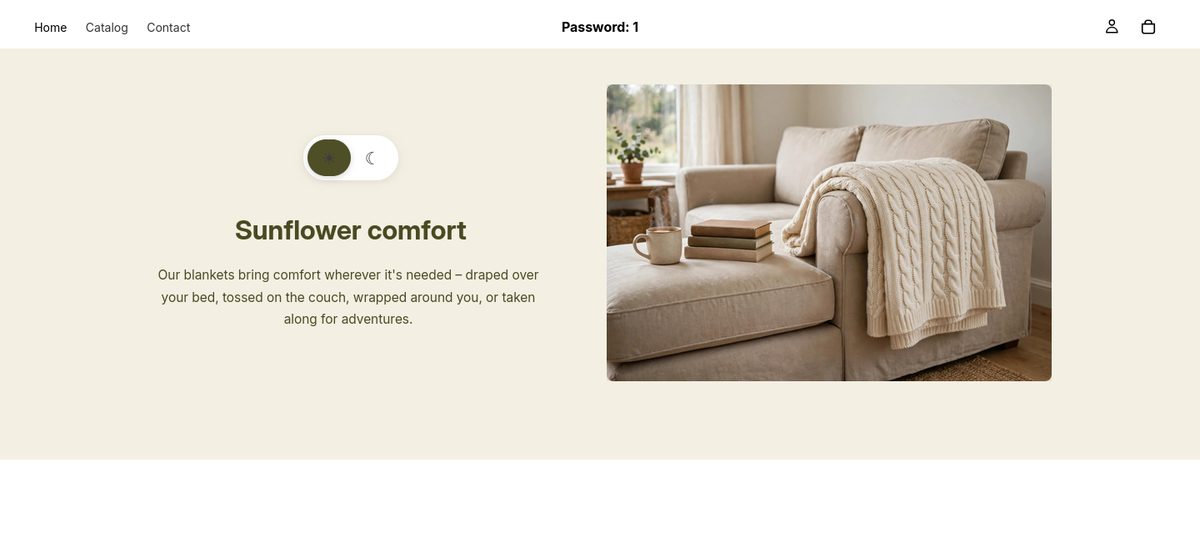 Home Catalog Contact Password: 1
Sunflower comfort
Our blankets bring comfort wherever it's needed – draped over
your bed, tossed on the couch, wrapped around you, or taken
along for adventures.